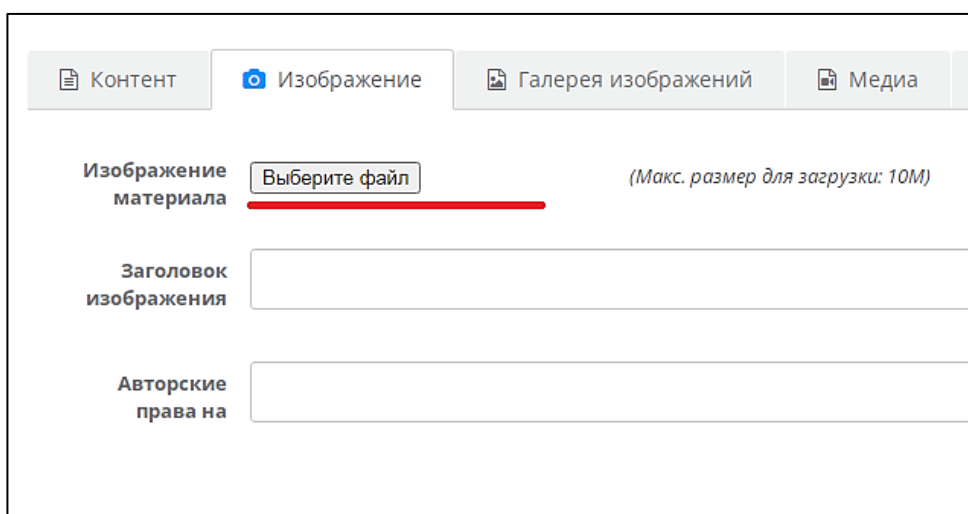 Контент Изображение Галерея изображений Медиа
Изображение
материала
Выберите файл (Макс. размер для загрузки: 10M)
Заголовок
изображения
Авторские
права на